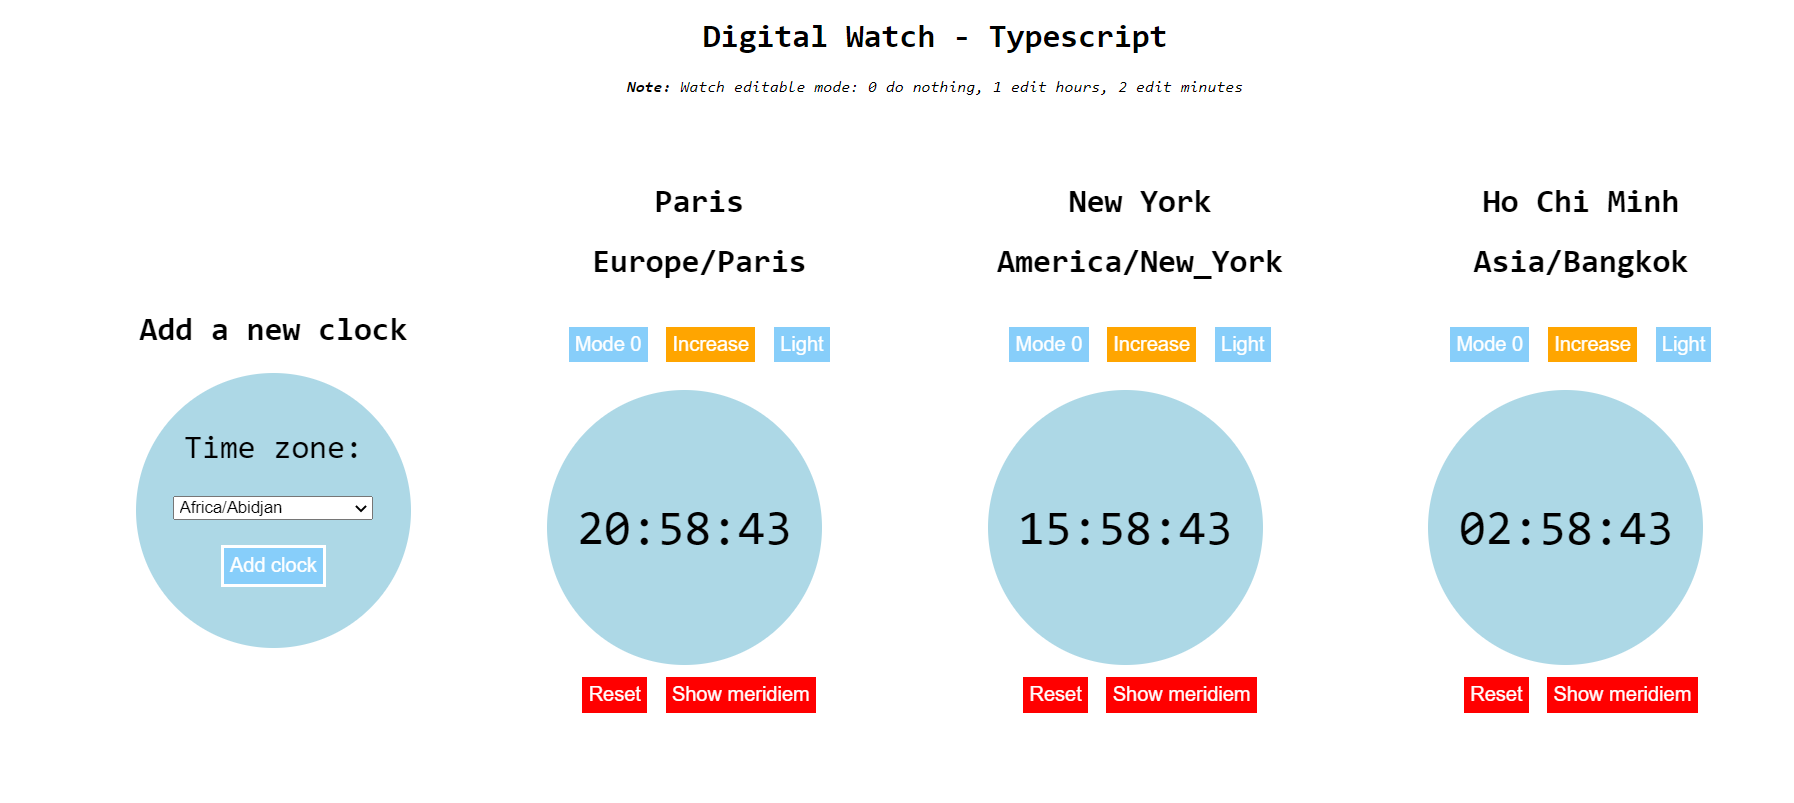 Digital Watch - Typescript
Note: Watch editable mode: 0 do nothing, 1 edit hours, 2 edit minutes
Add a new clock
Time zone:
Africa/Abidjan
Add clock
Paris
Europe/Paris
Mode 0 Increase Light
20:58:43
Reset Show meridiem
New York
America/New_York
Mode 0 Increase Light
15:58:43
Reset Show meridiem
Ho Chi Minh
Asia/Bangkok
Mode 0 Increase Light
02:58:43
Reset Show meridiem